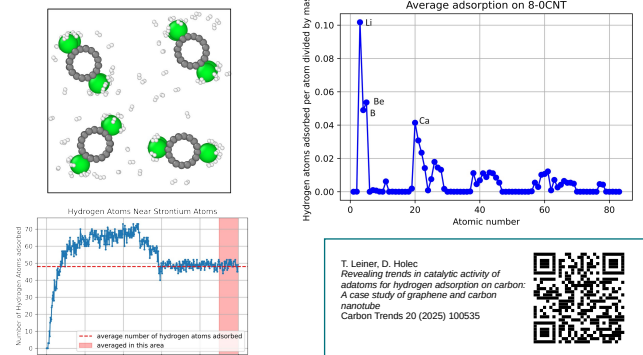 Average adsorption on 8-0CNT
Hydrogen atoms adsorbed per atom divided by
0.10
0.08
0.06
0.04
0.02
0.00
Li
Be
B
Ca
0
20
40
60
80
Atomic number
Hydrogen Atoms Near Strontium Atoms
Number of Hydrogen Atoms adsorbed
70
60
50
40
30
20
10
0
average number of hydrogen atoms adsorbed
averaged in this area
T. Leiner, D. Holec
Revealing trends in catalytic activity of
adatoms for hydrogen adsorption on carbon:
A case study of graphene and carbon
nanotube
Carbon Trends 20 (2025) 100535